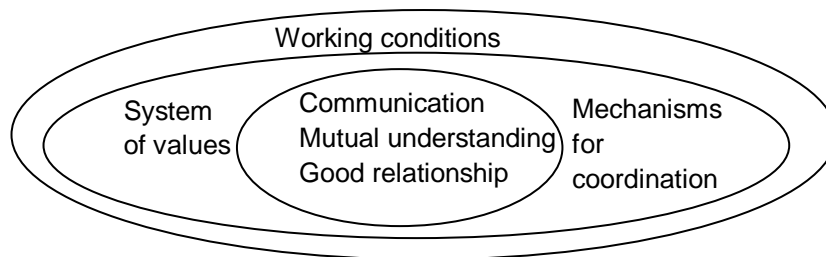 Working conditions
System
of values
Communication
Mutual understanding
Good relationship
Mechanisms
for
coordination